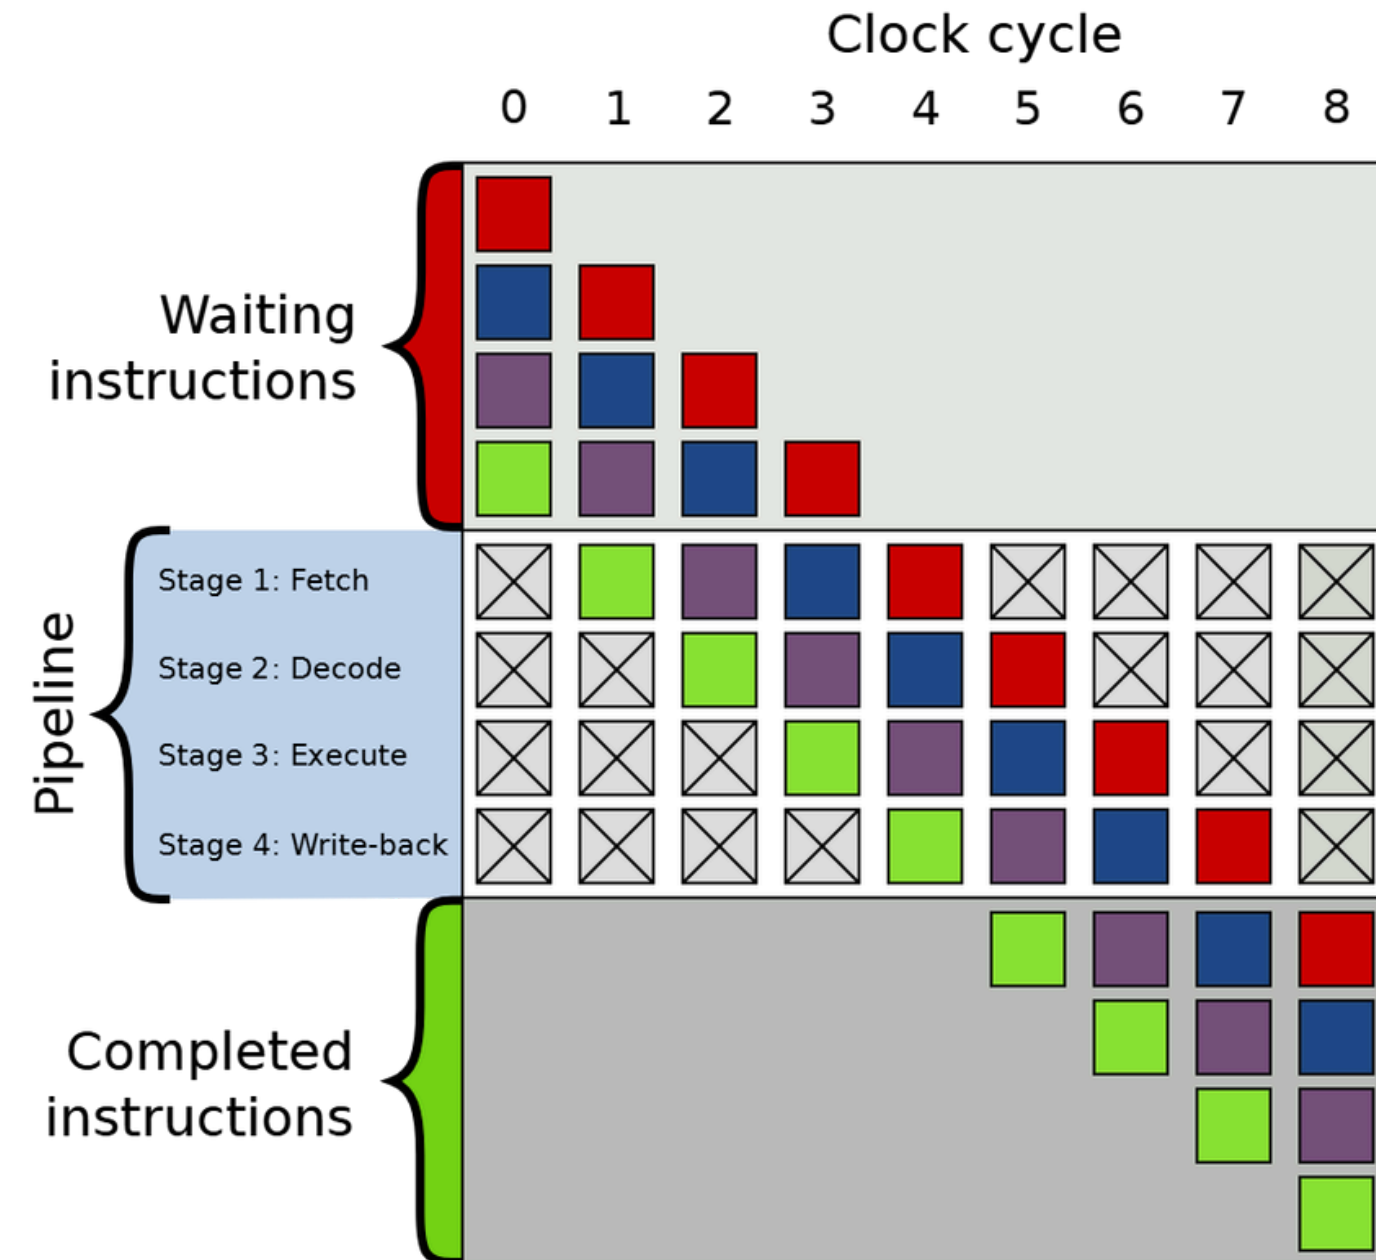 Clock cycle
0 1 2 3 4 5 6 7 8
Waiting
instructions
Pipeline
Stage 1: Fetch
Stage 2: Decode
Stage 3: Execute
Stage 4: Write-back
Completed
instructions